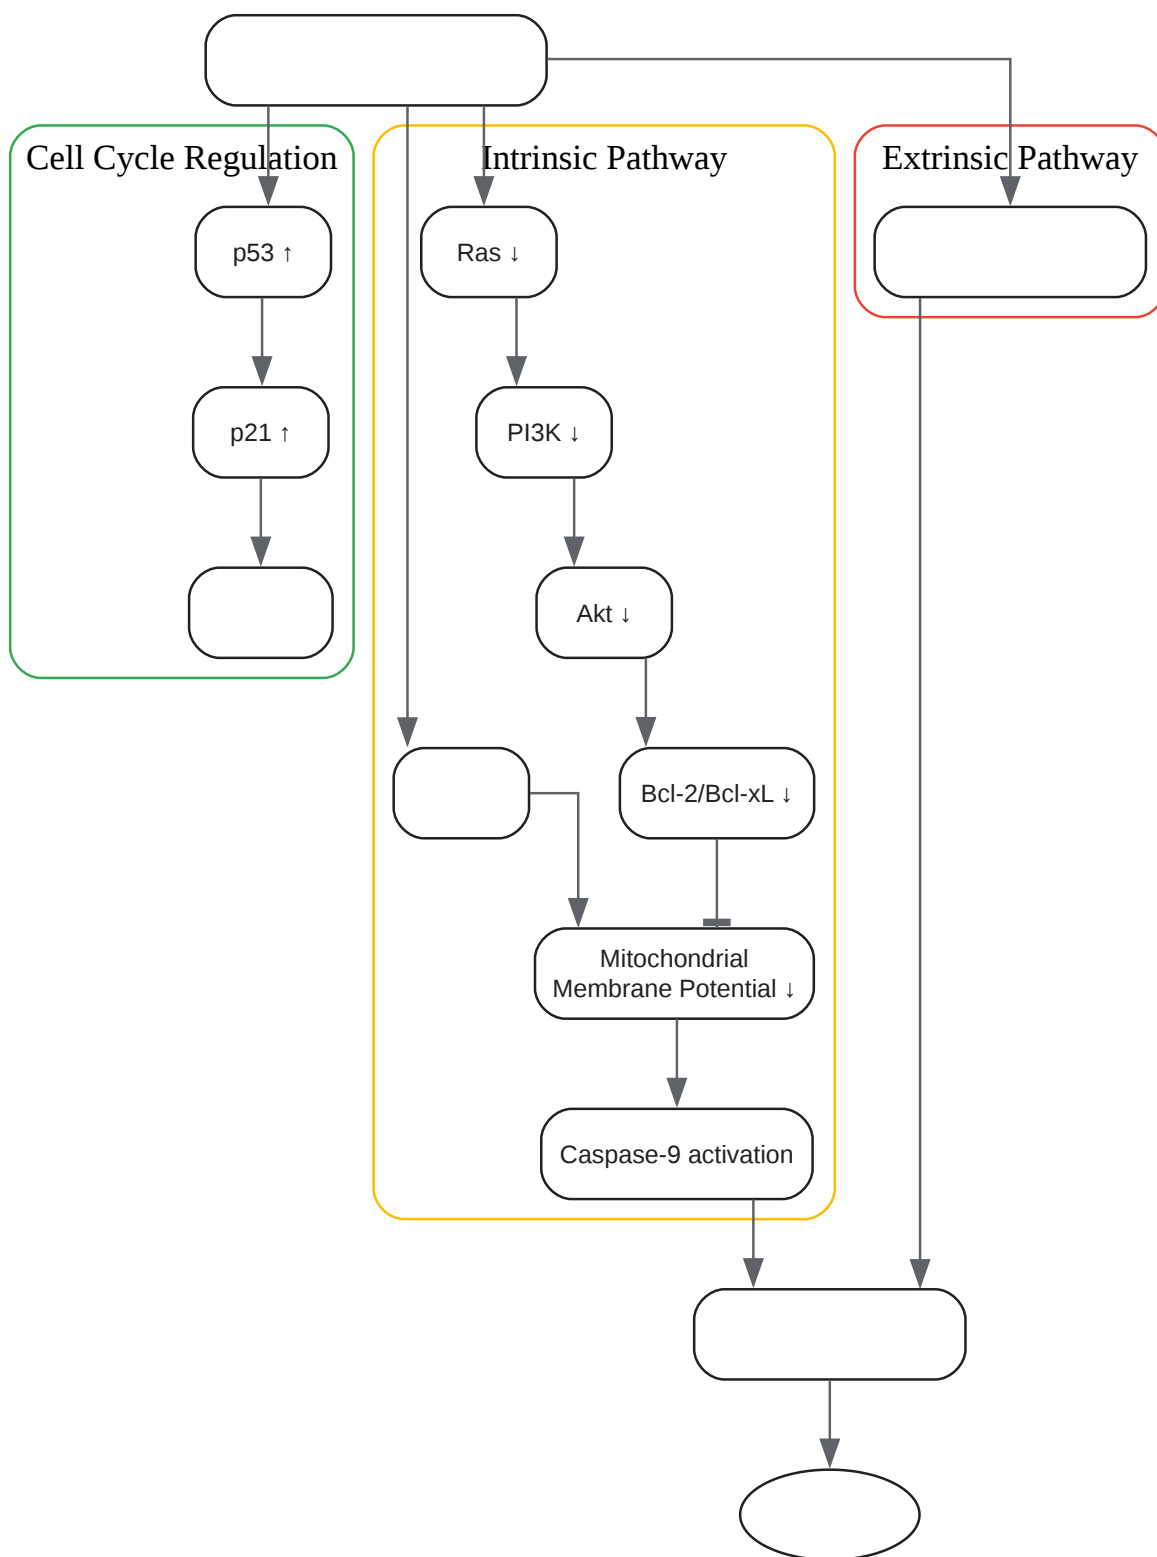 Cell Cycle Regulation
Intrinsic Pathway
Extrinsic Pathway
p53 ↑
Ras ↓
p21 ↑
PI3K ↓
Akt ↓
Bcl-2/Bcl-xL ↓
Mitochondrial
Membrane Potential ↓
Caspase-9 activation